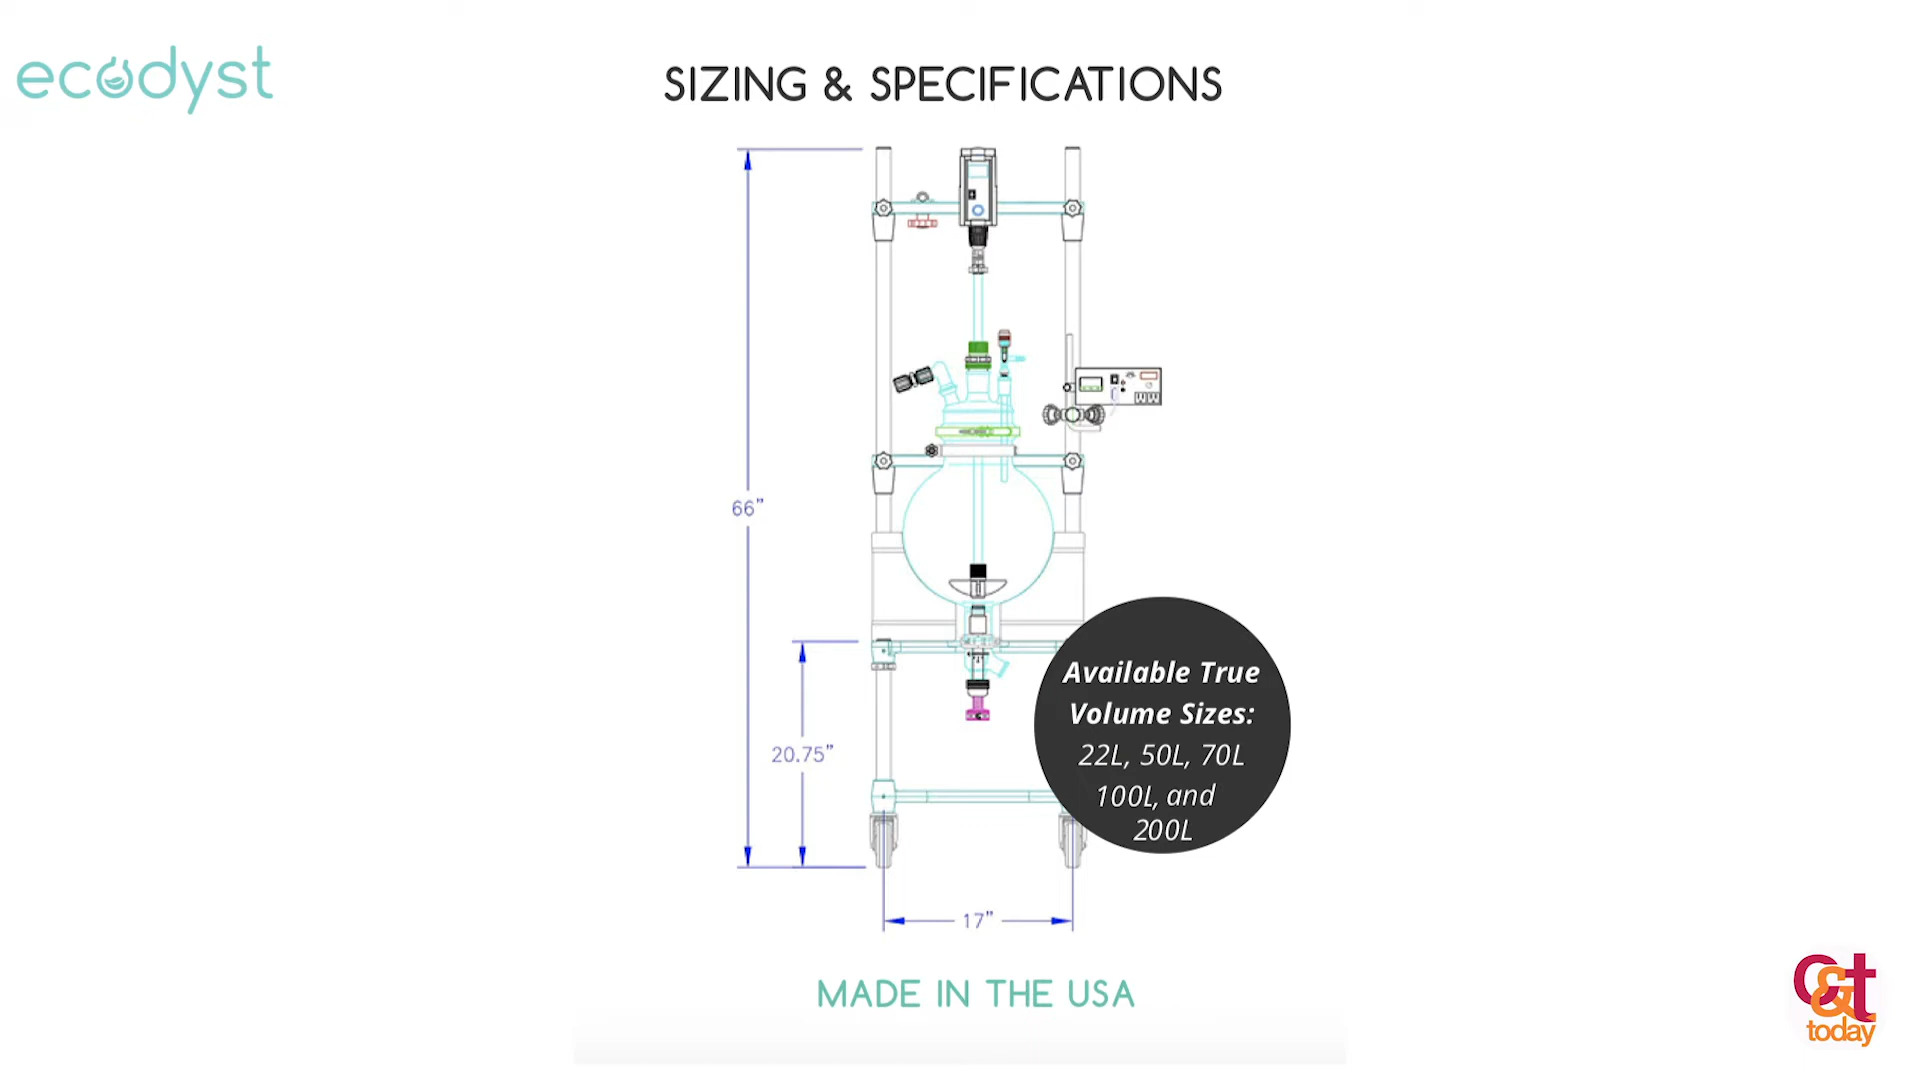 ecodyst
SIZING & SPECIFICATIONS
66"
20.75"
17"
Available True
Volume Sizes:
22L, 50L, 70L
100L, and
200L
MADE IN THE USA
c&t
today